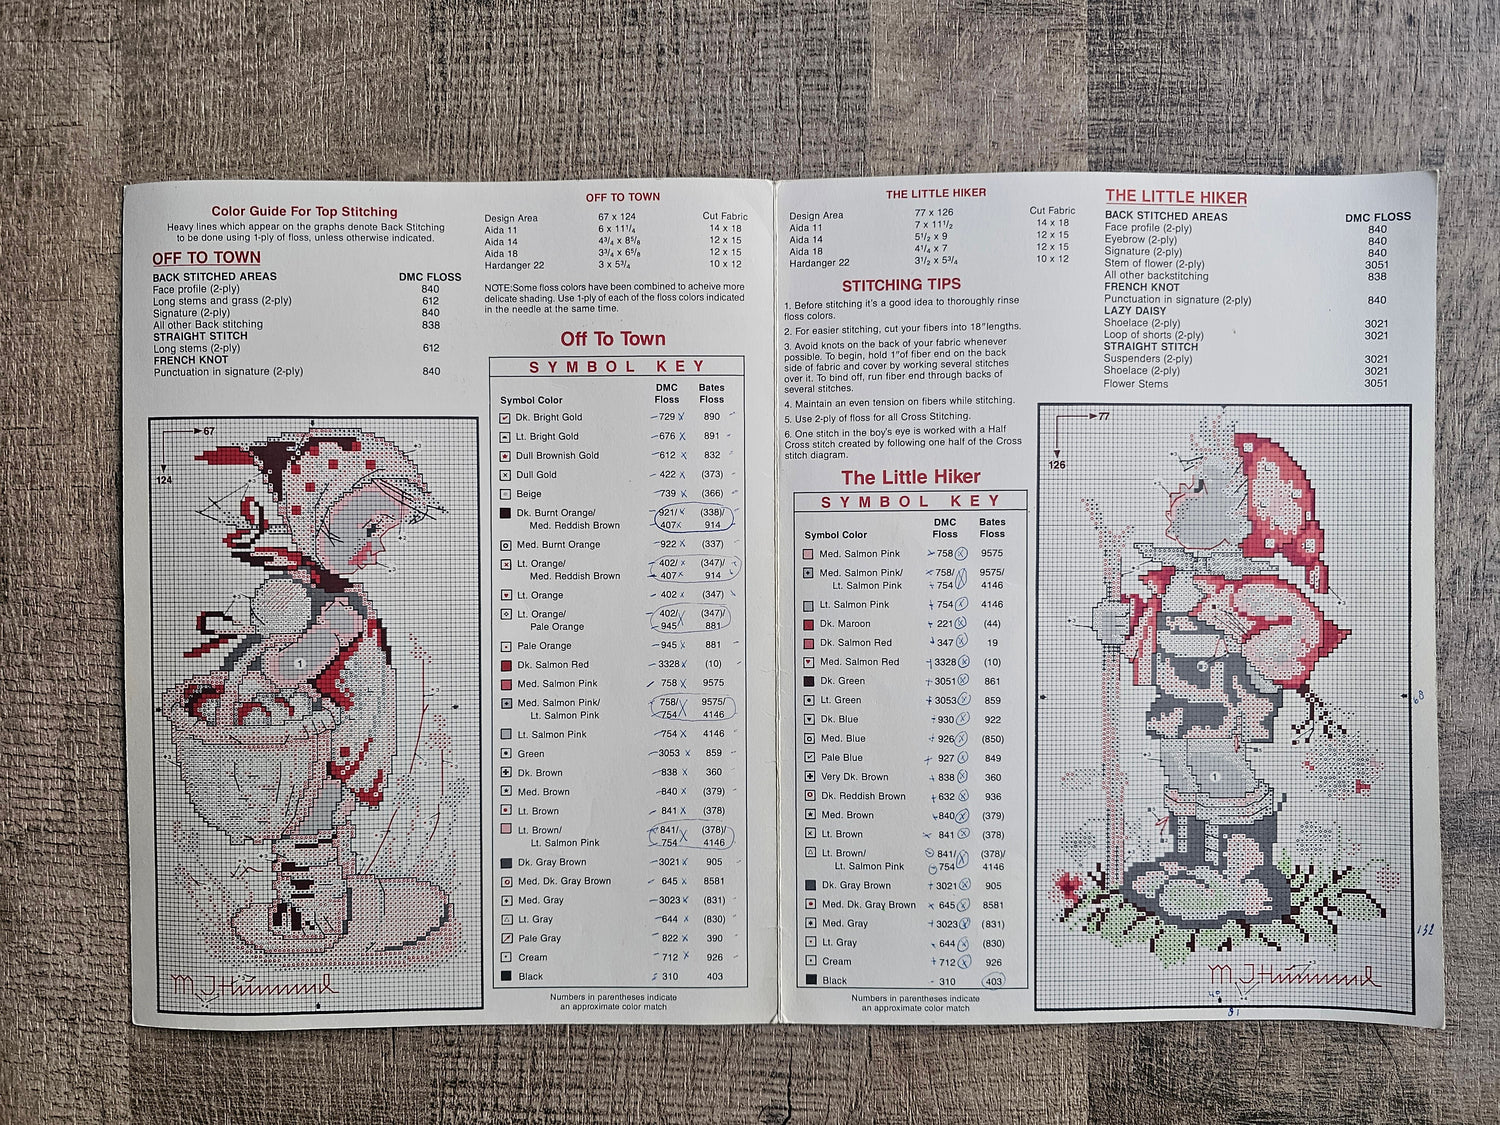 Color Guide For Top Stitching
Heavy lines which appear on the graphs denote Back Stitching
to be done using 1-ply of floss, unless otherwise indicated.
OFF TO TOWN
BACK STITCHED AREAS DMC FLOSS
Face profile (2-ply) 840
Long stems and grass (2-ply) 612
Signature (2-ply) 840
All other Back stitching 838
STRAIGHT STITCH
Long stems (2-ply) 612
FRENCH KNOT
Punctuation in signature (2-ply) 840
67
124
1
M.J.Hummel
OFF TO TOWN
Design Area 67 x 124 Cut Fabric
Aida 11 6 x 11 1/4 14 x 18
Aida 14 4 3/4 x 8 5/8 12 x 15
Aida 18 3 3/4 x 6 5/8 12 x 15
Hardanger 22 3 x 5 3/4 10 x 12
NOTE:Some floss colors have been combined to acheive more
delicate shading. Use 1-ply of each of the floss colors indicated
in the needle at the same time.
Off To Town
SYMBOL KEY
DMC Bates
Symbol Color Floss Floss
Dk. Bright Gold 729 x 890
Lt. Bright Gold 676 x 891
Dull Brownish Gold 612 x 832
Dull Gold 422 x (373)
Beige 739 x (366)
Dk. Burnt Orange/ 921/ x (338)/
Med. Reddish Brown 407 x 914
Med. Burnt Orange 922 x (337)
Lt. Orange/ 402/ x (347)/
Med. Reddish Brown 407 x 914
Lt. Orange 402 x (347)
Lt. Orange/ 402/ x (347)/
Pale Orange 945 881
Pale Orange 945 x 881
Dk. Salmon Red 3328 x (10)
Med. Salmon Pink 758 x 9575
Med. Salmon Pink/ 758/ x 9575/
Lt. Salmon Pink 754 4146
Lt. Salmon Pink 754 x 4146
Green 3053 x 859
Dk. Brown 838 x 360
Med. Brown 840 x (379)
Lt. Brown 841 x (378)
Lt. Brown/ 841/ x (378)/
Lt. Salmon Pink 754 4146
Dk. Gray Brown 3021 x 905
Med. Dk. Gray Brown 645 x 8581
Med. Gray 3023 x (831)
Lt. Gray 644 x (830)
Pale Gray 822 x 390
Cream 712 x 926
Black 310 403
Numbers in parentheses indicate
an approximate color match
THE LITTLE HIKER
Design Area 77 x 126 Cut Fabric
Aida 11 7 x 11 1/2 14 x 18
Aida 14 5 1/2 x 9 12 x 15
Aida 18 4 1/4 x 7 12 x 15
Hardanger 22 3 1/2 x 5 3/4 10 x 12
STITCHING TIPS
1. Before stitching it's a good idea to thoroughly rinse
floss colors.
2. For easier stitching, cut your fibers into 18" lengths.
3. Avoid knots on the back of your fabric whenever
possible. To begin, hold 1"of fiber end on the back
side of fabric and cover by working several stitches
over it. To bind off, run fiber end through backs of
several stitches.
4. Maintain an even tension on fibers while stitching.
5. Use 2-ply of floss for all Cross Stitching.
6. One stitch in the boy's eye is worked with a Half
Cross stitch created by following one half of the Cross
stitch diagram.
The Little Hiker
SYMBOL KEY
DMC Bates
Symbol Color Floss Floss
Med. Salmon Pink 758 x 9575
Med. Salmon Pink/ 758/ x 9575/
Lt. Salmon Pink 754 4146
Lt. Salmon Pink 754 x 4146
Dk. Maroon 221 x (44)
Dk. Salmon Red 347 x 19
Med. Salmon Red 3328 x (10)
Dk. Green 3051 x 861
Lt. Green 3053 x 859
Dk. Blue 930 x 922
Med. Blue 926 x (850)
Pale Blue 927 x 849
Very Dk. Brown 838 x 360
Dk. Reddish Brown 632 x 936
Med. Brown 840 x (379)
Lt. Brown 841 x (378)
Lt. Brown/ 841/ x (378)/
Lt. Salmon Pink 754 4146
Dk. Gray Brown 3021 x 905
Med. Dk. Gray Brown 645 x 8581
Med. Gray 3023 x (831)
Lt. Gray 644 x (830)
Cream 712 x 926
Black 310 403
Numbers in parentheses indicate
an approximate color match
THE LITTLE HIKER
BACK STITCHED AREAS DMC FLOSS
Face profile (2-ply) 840
Eyebrow (2-ply) 840
Signature (2-ply) 840
Stem of flower (2-ply) 3051
All other backstitching 838
FRENCH KNOT
Punctuation in signature (2-ply) 840
LAZY DAISY
Shoelace (2-ply) 3021
Loop of shorts (2-ply) 3021
STRAIGHT STITCH
Suspenders (2-ply) 3021
Shoelace (2-ply) 3021
Flower Stems 3051
77
126
68
1
132
M.J.Hummel